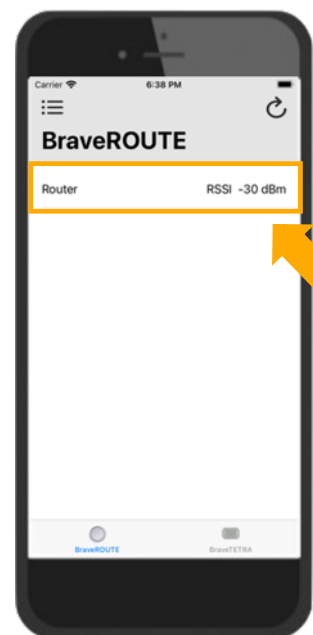 Carrier 6:38 PM
BraveROUTE
Router RSSI -30 dBm
BraveROUTE BraveTETRA